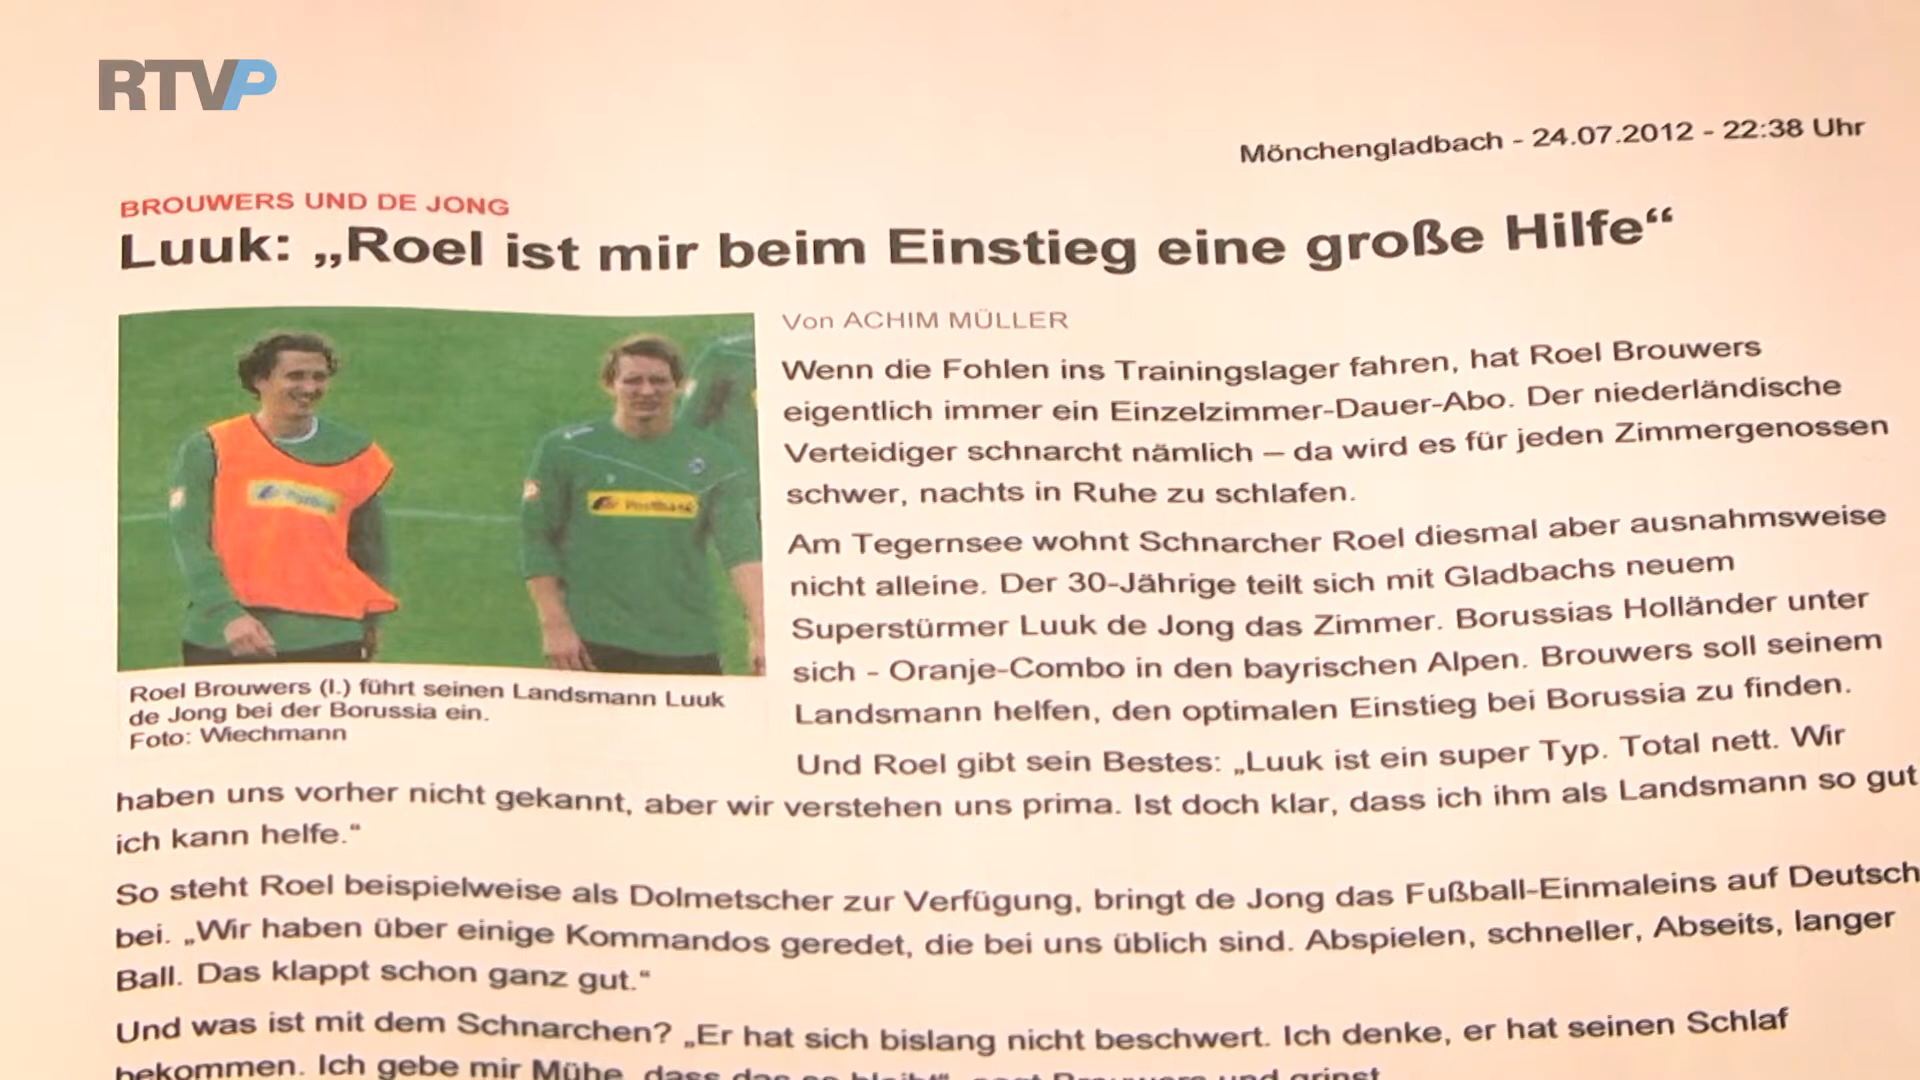 RTVP
Mönchengladbach - 24.07.2012 - 22:38 Uhr
BROUWERS UND DE JONG
Luuk: „Roel ist mir beim Einstieg eine große Hilfe“
Von ACHIM MÜLLER
Wenn die Fohlen ins Trainingslager fahren, hat Roel Brouwers
eigentlich immer ein Einzelzimmer-Dauer-Abo. Der niederländische
Verteidiger schnarcht nämlich – da wird es für jeden Zimmergenossen
schwer, nachts in Ruhe zu schlafen.
Am Tegernsee wohnt Schnarcher Roel diesmal aber ausnahmsweise
nicht alleine. Der 30-Jährige teilt sich mit Gladbachs neuem
Superstürmer Luuk de Jong das Zimmer. Borussias Holländer unter
sich - Oranje-Combo in den bayrischen Alpen. Brouwers soll seinem
Landsmann helfen, den optimalen Einstieg bei Borussia zu finden.
Postbank
Postbank
Roel Brouwers (l.) führt seinen Landsmann Luuk
de Jong bei der Borussia ein.
Foto: Wiechmann
Und Roel gibt sein Bestes: „Luuk ist ein super Typ. Total nett. Wir
haben uns vorher nicht gekannt, aber wir verstehen uns prima. Ist doch klar, dass ich ihm als Landsmann so gut
ich kann helfe.“
So steht Roel beispielweise als Dolmetscher zur Verfügung, bringt de Jong das Fußball-Einmaleins auf Deutsch
bei. „Wir haben über einige Kommandos geredet, die bei uns üblich sind. Abspielen, schneller, Abseits, langer
Ball. Das klappt schon ganz gut.“
Und was ist mit dem Schnarchen? „Er hat sich bislang nicht beschwert. Ich denke, er hat seinen Schlaf
bekommen. Ich gebe mir Mühe, dass das so bleibt“, sagt Brouwers und grinst.